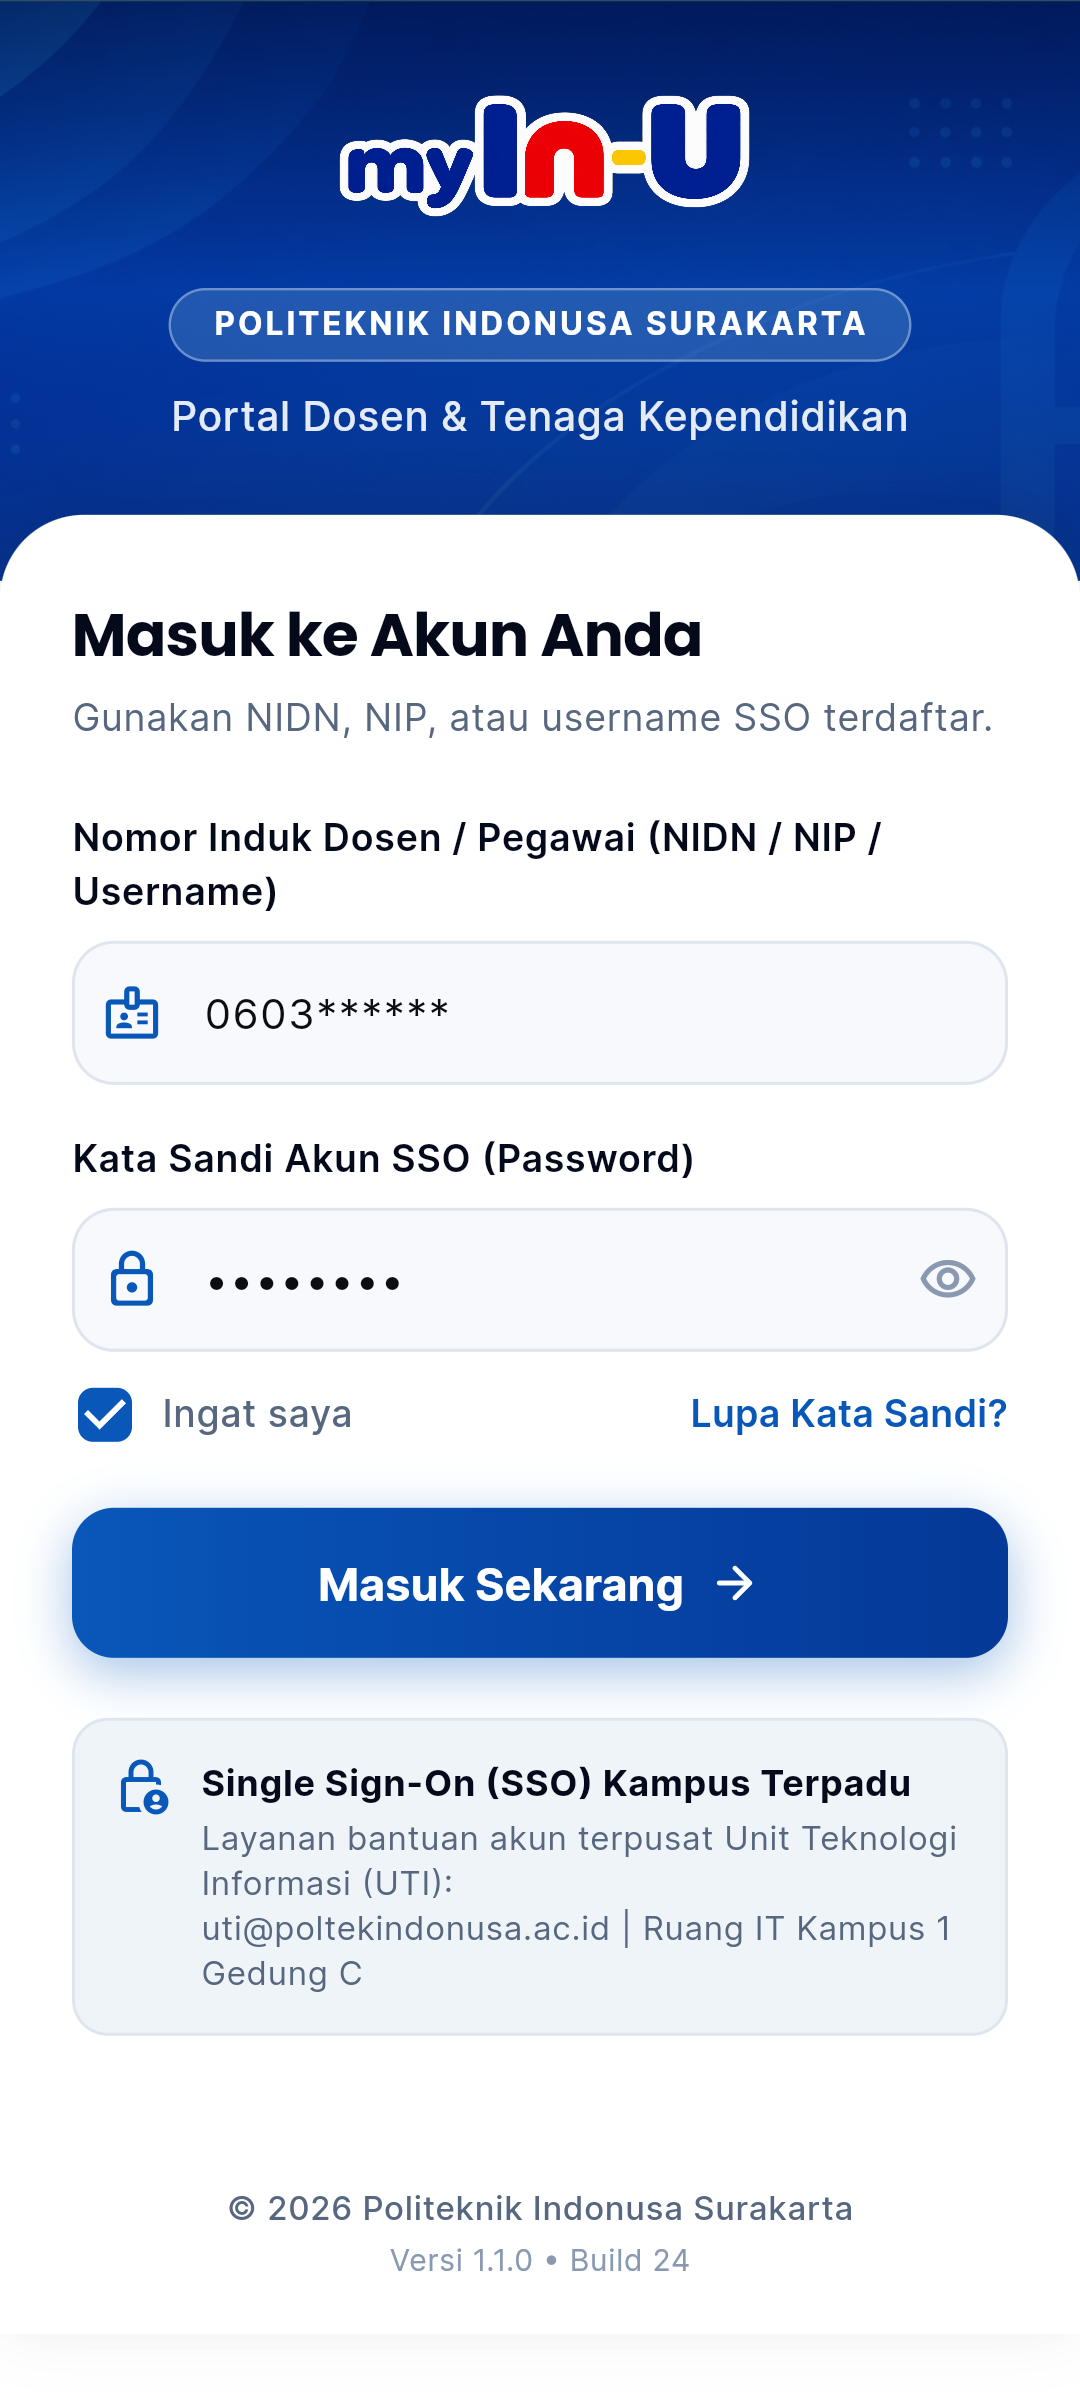 myIn-U
POLITEKNIK INDONUSA SURAKARTA
Portal Dosen & Tenaga Kependidikan
Masuk ke Akun Anda
Gunakan NIDN, NIP, atau username SSO terdaftar.
Nomor Induk Dosen / Pegawai (NIDN / NIP /
Username)
0603******
Kata Sandi Akun SSO (Password)
••••••••
Ingat saya
Lupa Kata Sandi?
Masuk Sekarang →
Single Sign-On (SSO) Kampus Terpadu
Layanan bantuan akun terpusat Unit Teknologi
Informasi (UTI):
uti@poltekindonusa.ac.id | Ruang IT Kampus 1
Gedung C
© 2026 Politeknik Indonusa Surakarta
Versi 1.1.0 • Build 24